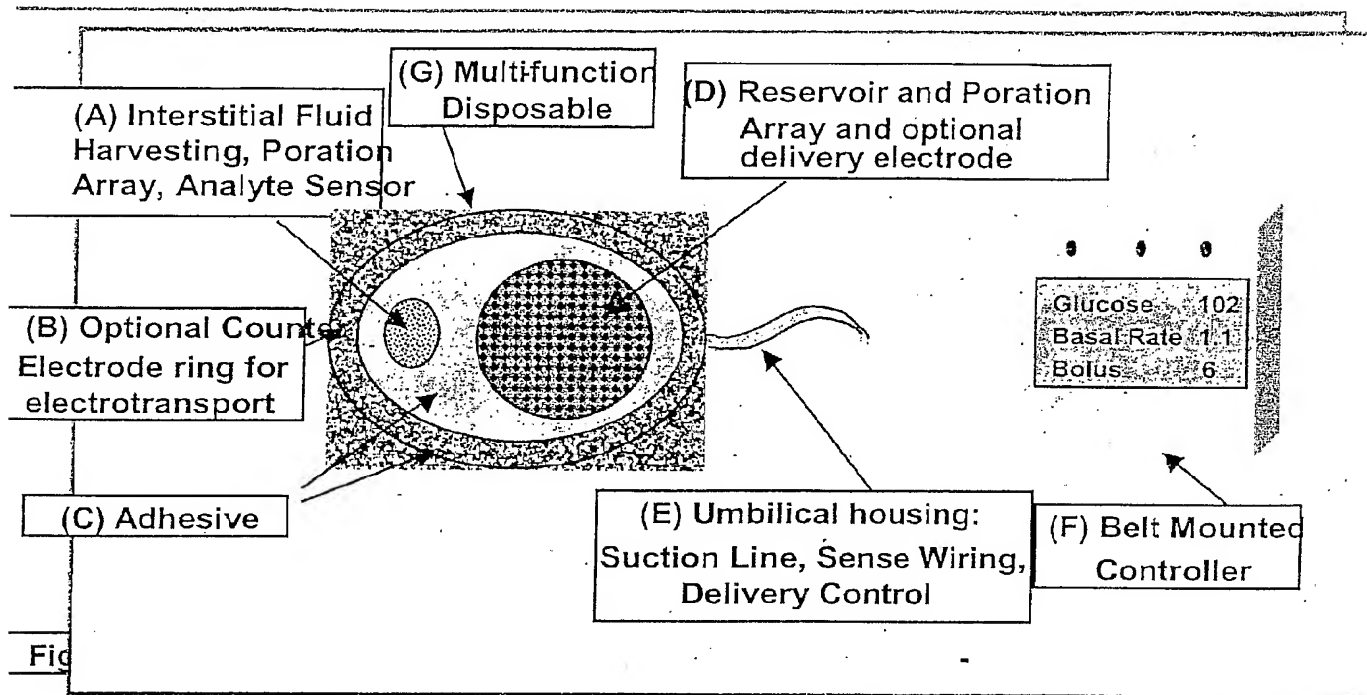 (G) Multifunction
Disposable
(A) Interstitial Fluid
Harvesting, Poration
Array, Analyte Sensor
(D) Reservoir and Poration
Array and optional
delivery electrode
Glucose 102
Basal Rate 1.1
Bolus 6
(B) Optional Counter
Electrode ring for
electrotransport
(C) Adhesive
(E) Umbilical housing:
Suction Line, Sense Wiring,
Delivery Control
(F) Belt Mounted
Controller
Fig